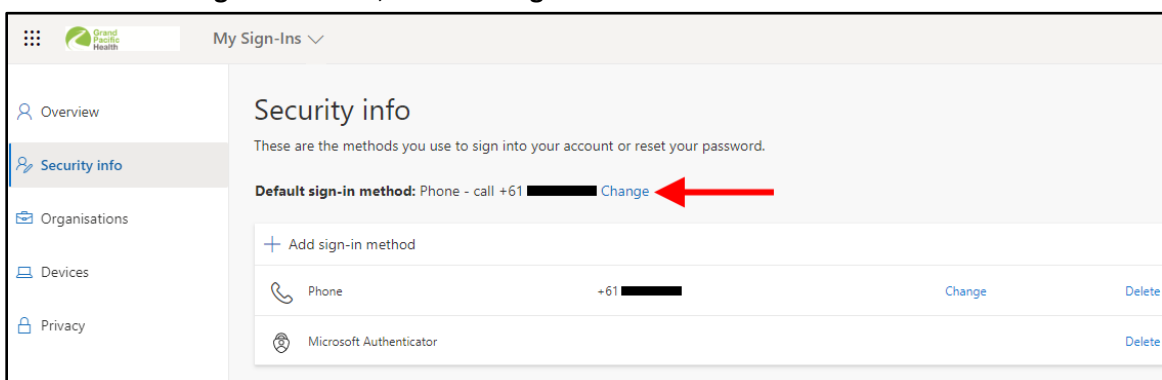 Grand
Pacific
Health
My Sign-Ins
Overview
Security info
Organisations
Devices
Privacy
Security info
These are the methods you use to sign into your account or reset your password.
Default sign-in method: Phone - call +61 Change
Add sign-in method
Phone +61 Change Delete
Microsoft Authenticator Delete